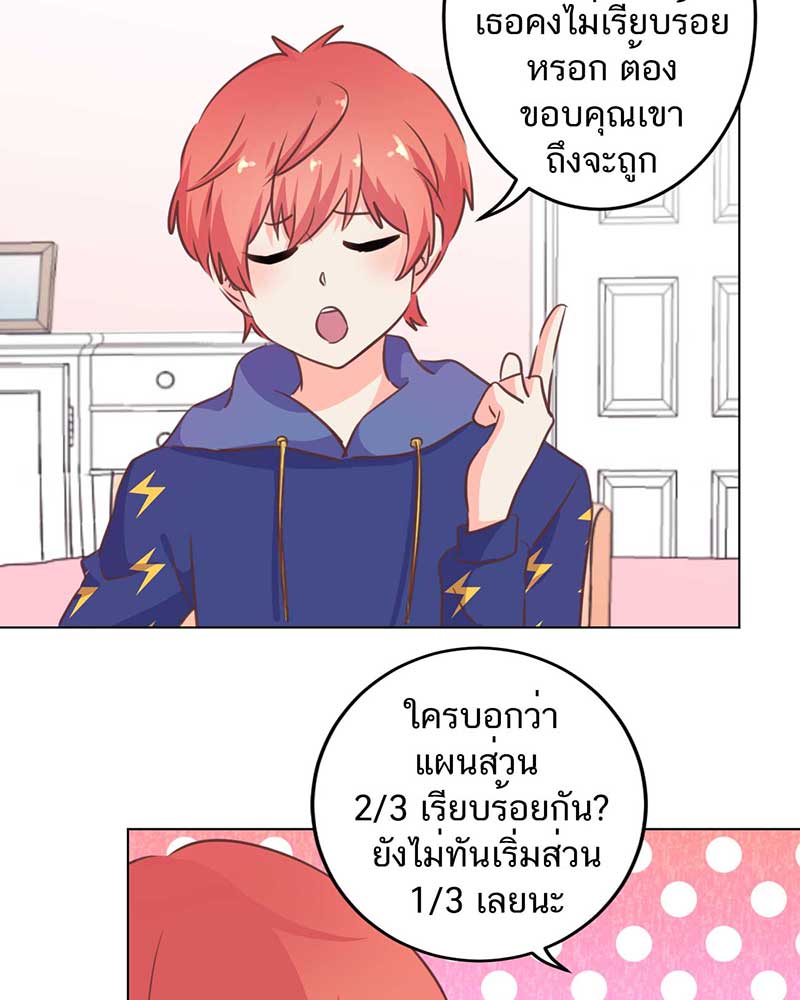 เธอคงไม่เรียบร้อย
หรอก ต้อง
ขอบคุณเขา
ถึงจะถูก
ใครบอกว่า
แผนส่วน
2/3 เรียบร้อยกัน?
ยังไม่ทันเริ่มส่วน
1/3 เลยนะ